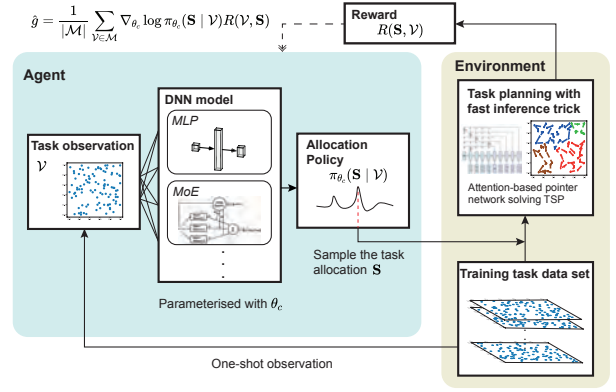 ĝ = 1/|ℳ| ∑_{𝒱∈ℳ} ∇_{θ_c} log π_{θ_c}(S | 𝒱)R(𝒱, S)
Reward
R(S, 𝒱)
Agent
Environment
DNN model
MLP
MoE
Task observation
𝒱
Allocation
Policy
π_{θ_c}(S | 𝒱)
Task planning with
fast inference trick
Attention-based pointer
network solving TSP
Sample the task
allocation S
Training task data set
Parameterised with θ_c
One-shot observation